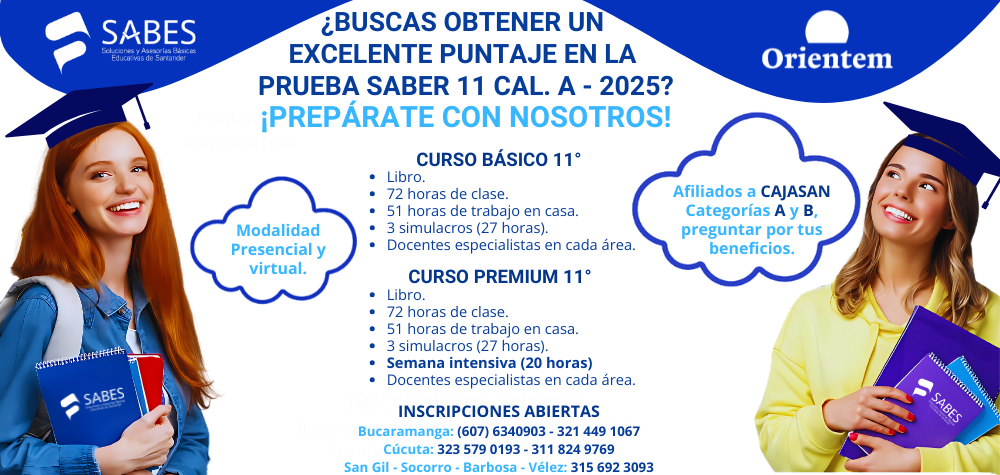 SABES
Soluciones y Asesorías Básicas
Educativas de Santander
¿BUSCAS OBTENER UN
EXCELENTE PUNTAJE EN LA
PRUEBA SABER 11 CAL. A - 2025?
¡PREPÁRATE CON NOSOTROS!
Orientem
CURSO BÁSICO 11°
• Libro.
• 72 horas de clase.
• 51 horas de trabajo en casa.
• 3 simulacros (27 horas).
• Docentes especialistas en cada área.
Modalidad
Presencial y
virtual.
Afiliados a CAJASAN
Categorías A y B,
preguntar por tus
beneficios.
CURSO PREMIUM 11°
• Libro.
• 72 horas de clase.
• 51 horas de trabajo en casa.
• 3 simulacros (27 horas).
• Semana intensiva (20 horas)
• Docentes especialistas en cada área.
INSCRIPCIONES ABIERTAS
Bucaramanga: (607) 6340903 - 321 449 1067
Cúcuta: 323 579 0193 - 311 824 9769
San Gil - Socorro - Barbosa - Vélez: 315 692 3093
SABES
SABES